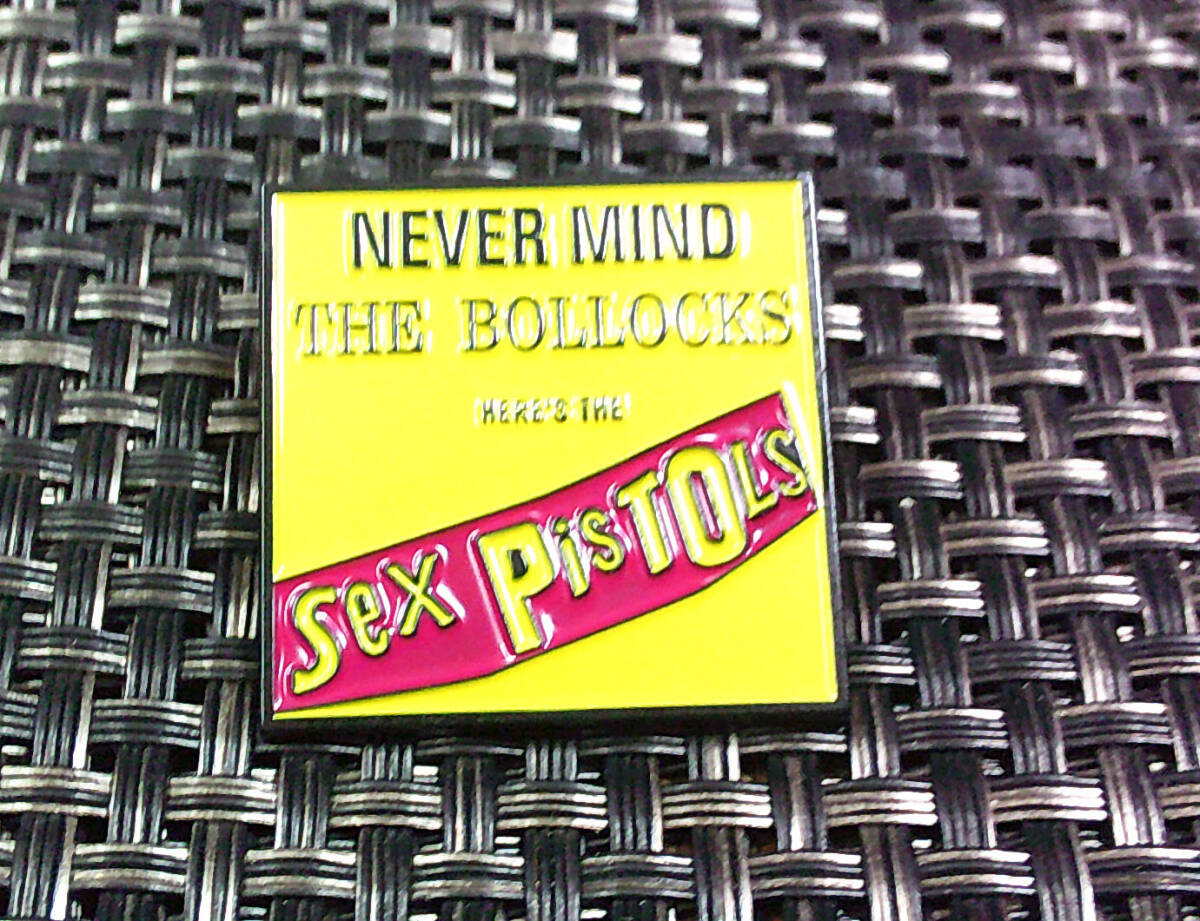 NEVER MIND
THE BOLLOCKS
HERE'S THE
Sex PisTOLS